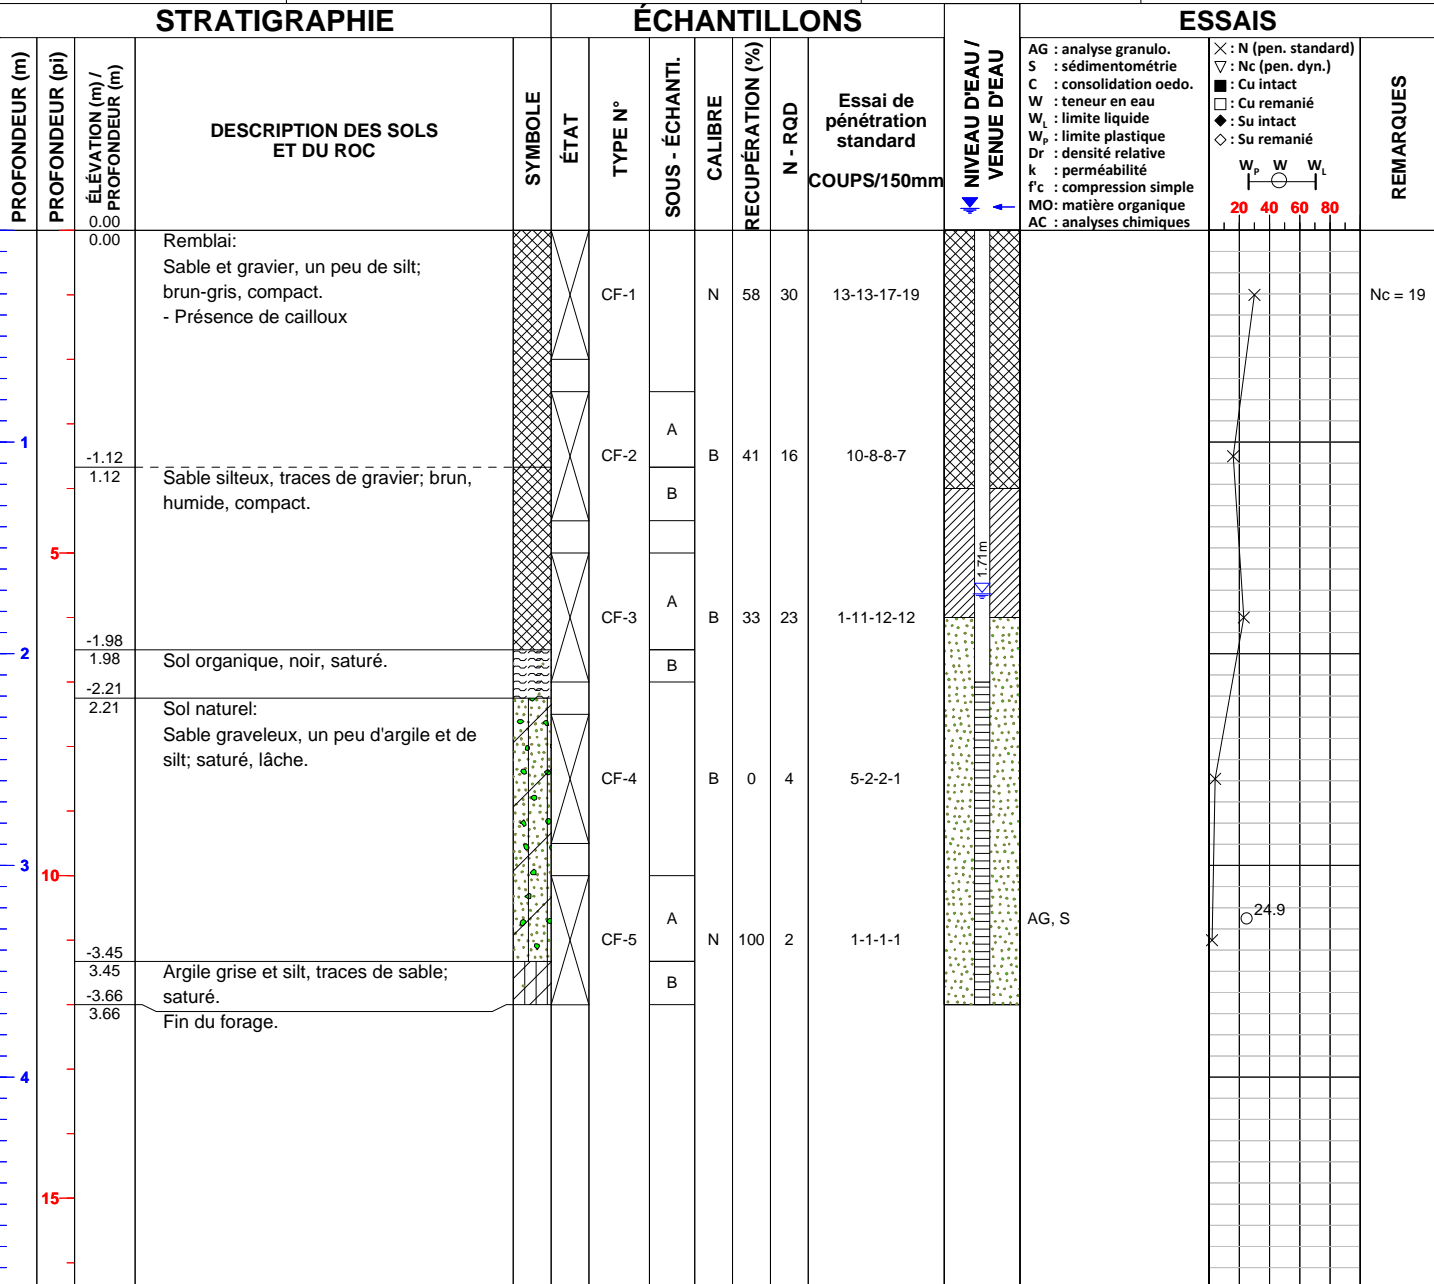 STRATIGRAPHIE
ÉCHANTILLONS
ESSAIS
PROFONDEUR (m)
PROFONDEUR (pi)
ÉLÉVATION (m) /
PROFONDEUR (m)
DESCRIPTION DES SOLS
ET DU ROC
SYMBOLE
ÉTAT
TYPE N°
SOUS - ÉCHANTI.
CALIBRE
RECUPÉRATION (%)
N - RQD
Essai de
pénétration
standard
COUPS/150mm
NIVEAU D'EAU /
VENUE D'EAU
AG : analyse granulo.
S : sédimentométrie
C : consolidation oedo.
W : teneur en eau
WL : limite liquide
WP : limite plastique
Dr : densité relative
k : perméabilité
f'c : compression simple
MO: matière organique
AC : analyses chimiques
: N (pen. standard)
: Nc (pen. dyn.)
: Cu intact
: Cu remanié
: Su intact
: Su remanié
WP W WL
20 40 60 80
REMARQUES
0.00
0.00
Remblai:
Sable et gravier, un peu de silt;
brun-gris, compact.
- Présence de cailloux
CF-1 N 58 30 13-13-17-19
Nc = 19
1
A
CF-2 B 41 16 10-8-8-7
-1.12
1.12
Sable silteux, traces de gravier; brun,
humide, compact.
B
5
1.71m
A
CF-3 B 33 23 1-11-12-12
-1.98
2
1.98
Sol organique, noir, saturé.
B
-2.21
2.21
Sol naturel:
Sable graveleux, un peu d'argile et de
silt; saturé, lâche.
CF-4 B 0 4 5-2-2-1
3
10
A
AG, S
24.9
CF-5 N 100 2 1-1-1-1
-3.45
3.45
Argile grise et silt, traces de sable;
saturé.
B
-3.66
3.66
Fin du forage.
4
15